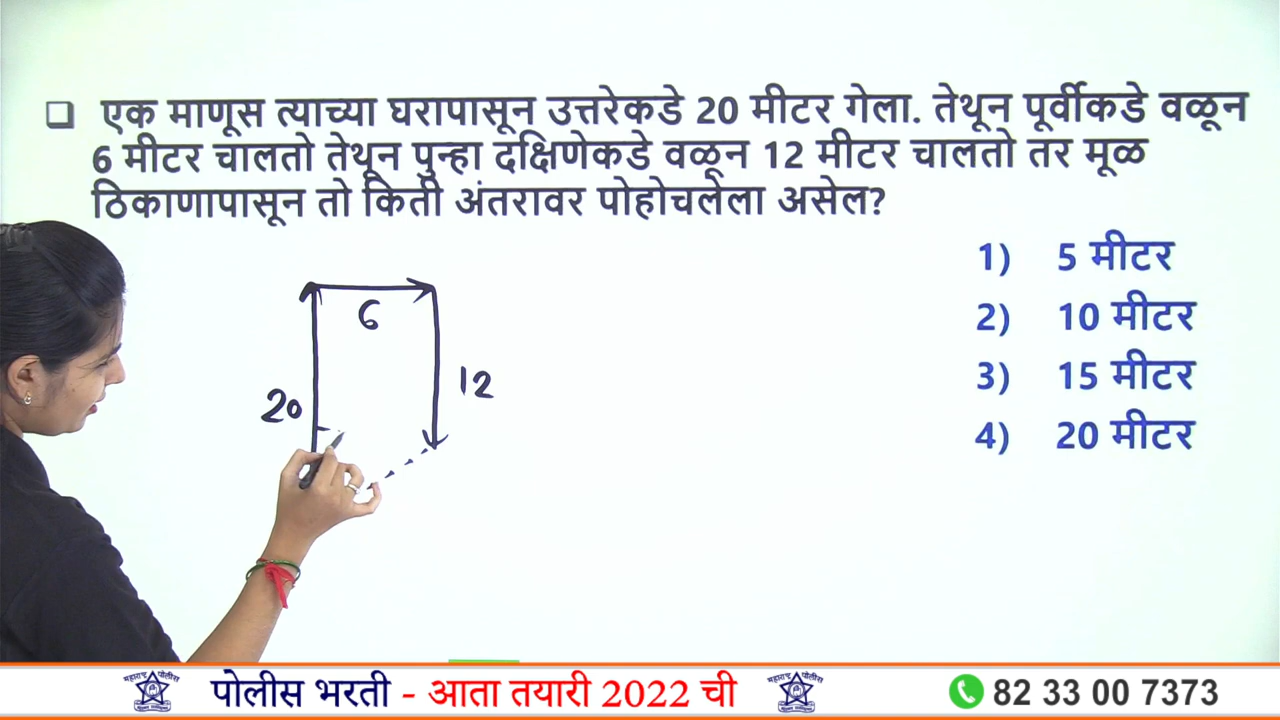 ❑ एक माणूस त्याच्या घरापासून उत्तरेकडे 20 मीटर गेला. तेथून पूर्वीकडे वळून
6 मीटर चालतो तेथून पुन्हा दक्षिणेकडे वळून 12 मीटर चालतो तर मूळ
ठिकाणापासून तो किती अंतरावर पोहोचलेला असेल?
1) 5 मीटर
2) 10 मीटर
3) 15 मीटर
4) 20 मीटर
6
12
20
पोलीस भरती - आता तयारी 2022 ची
82 33 00 7373